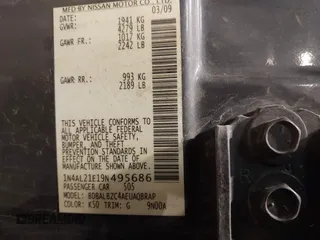 MFD BY NISSAN MOTOR CO., LTD.
DATE: 03/09
GVWR: 1941 KG
4279 LB
GAWR FR.: 1017 KG
2242 LB
GAWR RR.: 993 KG
2189 LB
THIS VEHICLE CONFORMS TO
ALL APPLICABLE FEDERAL
MOTOR VEHICLE SAFETY,
BUMPER, AND THEFT
PREVENTION STANDARDS IN
EFFECT ON THE DATE OF
MANUFACTURE SHOWN ABOVE.
1N4AL21E19N495686
PASSENGER CAR 505
MODEL: BDBALBZC4AEUAQBRAP
COLOR: K50 TRIM: G 9N00A